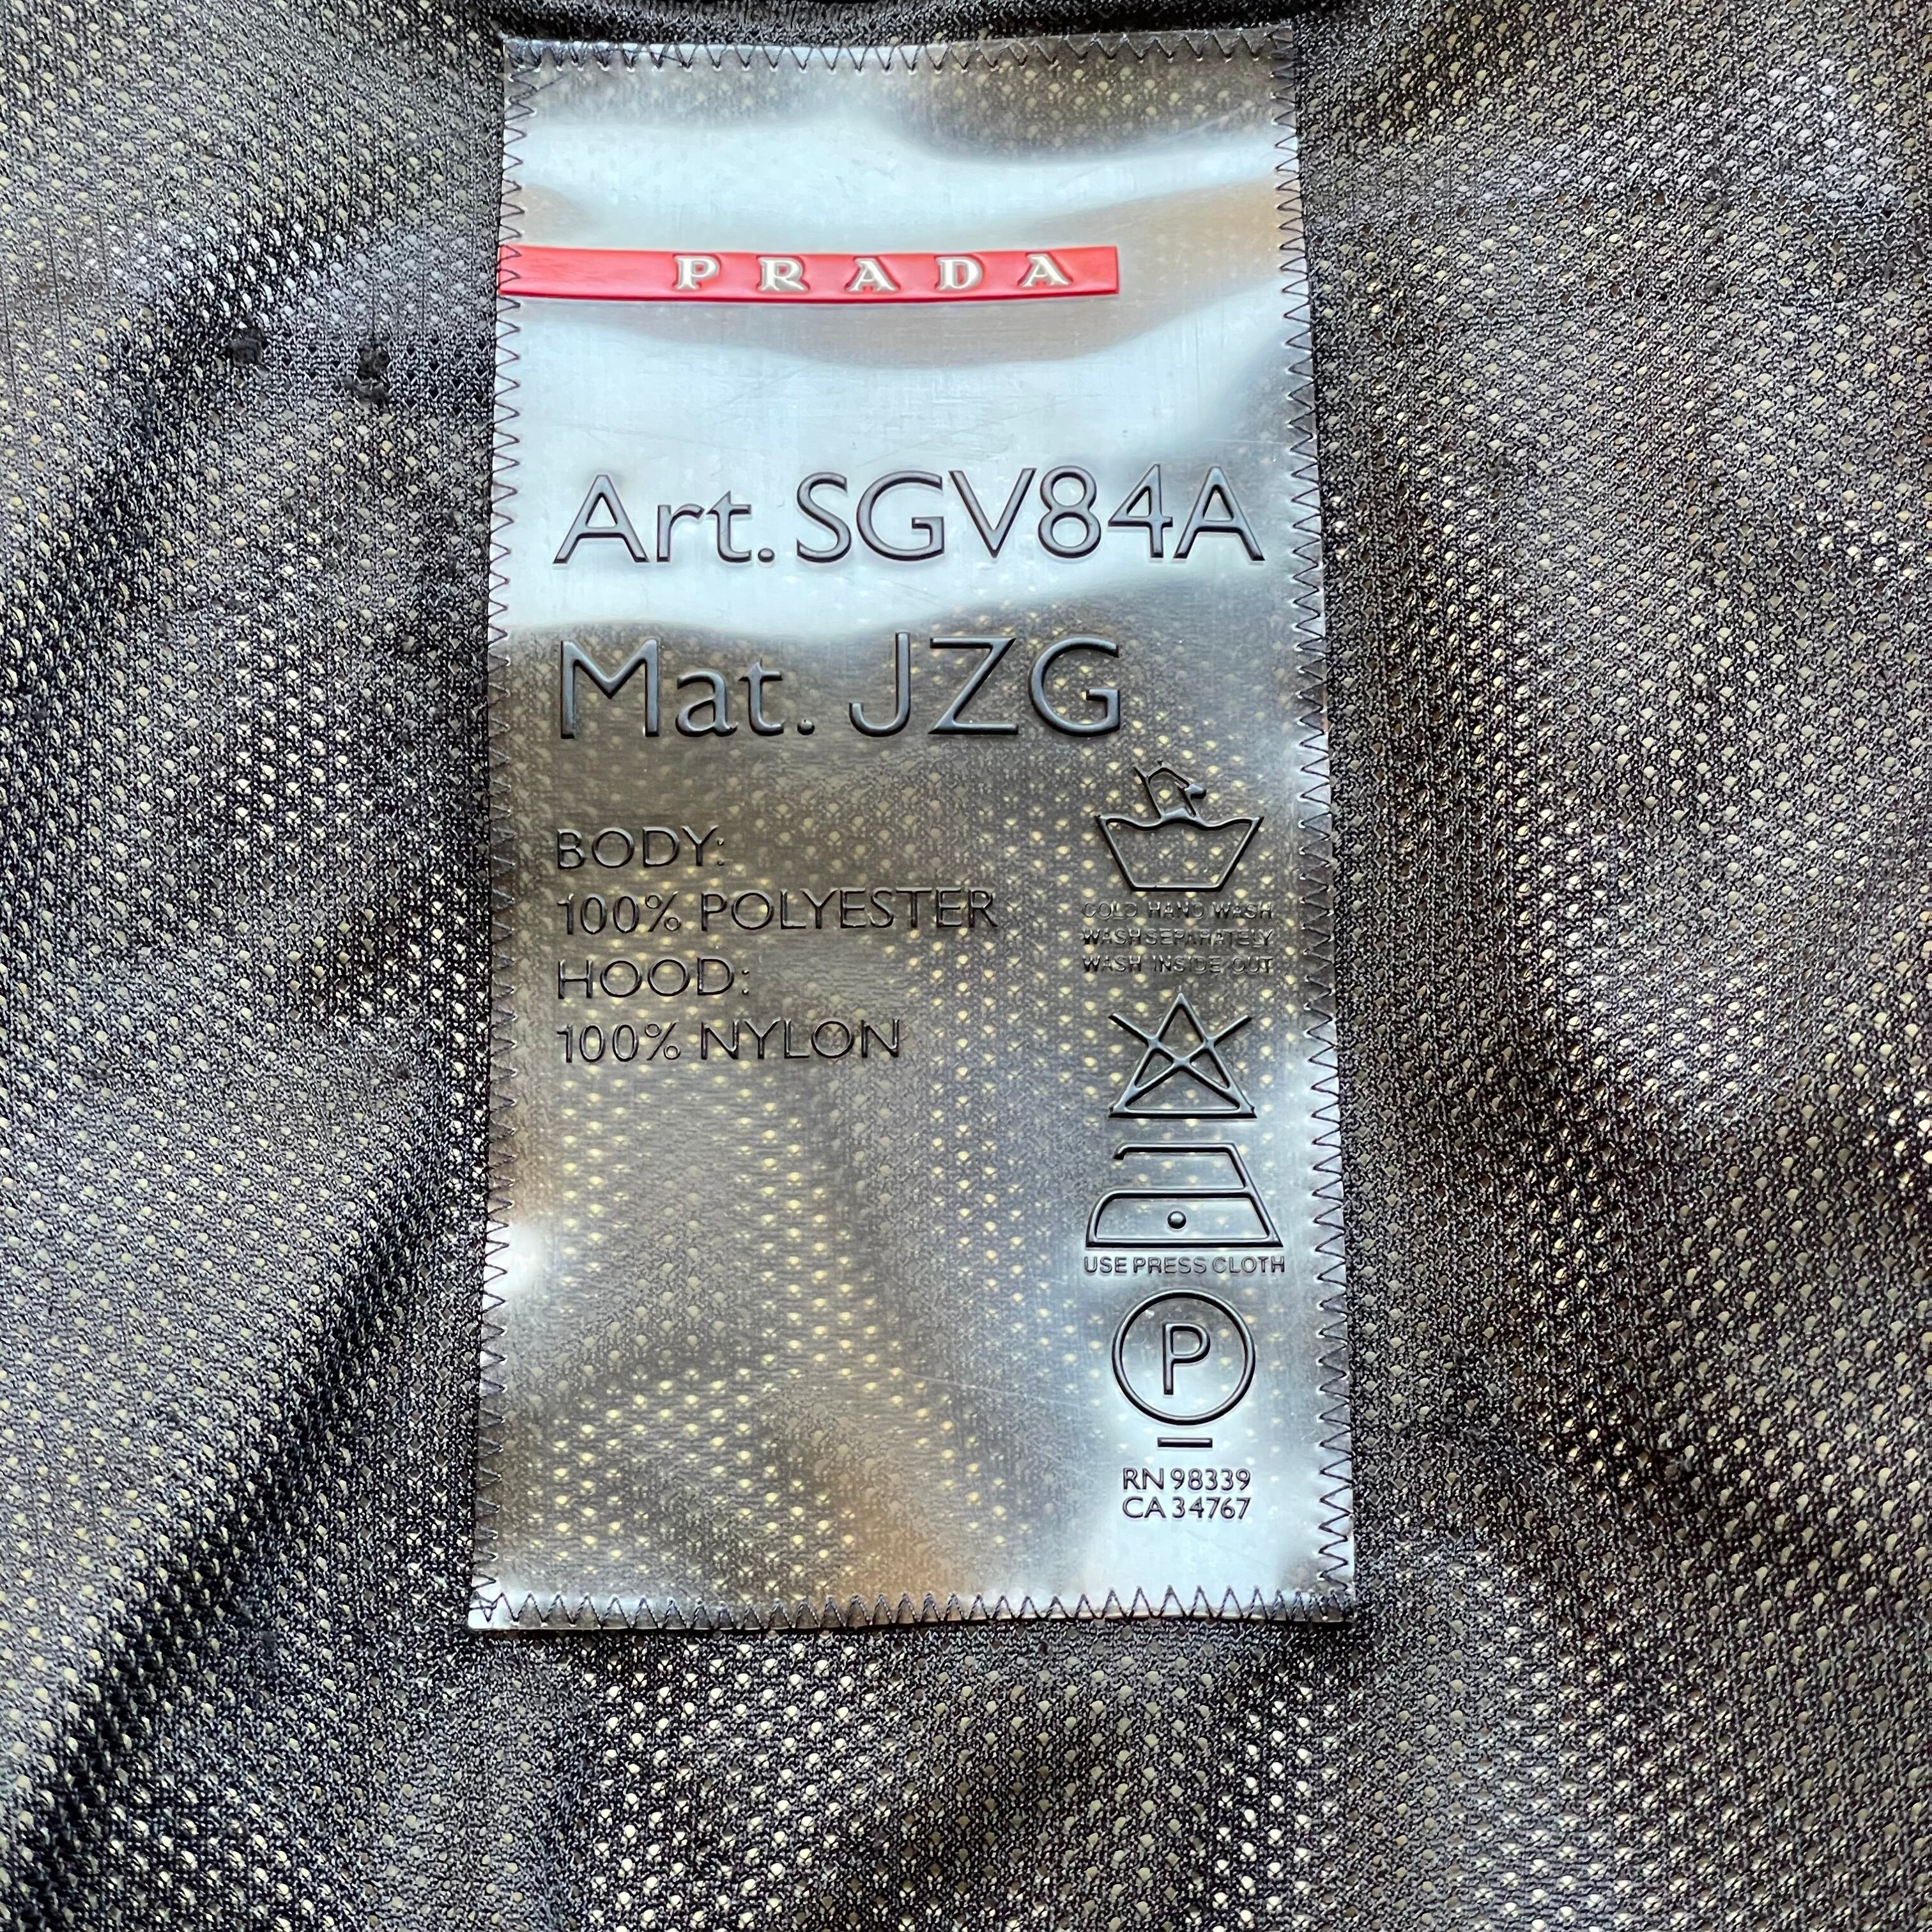 PRADA
Art. SGV84A
Mat. JZG
BODY:
100% POLYESTER
HOOD:
100% NYLON
COLD HAND WASH
WASH SEPARATELY
WASH INSIDE OUT
USE PRESS CLOTH
P
RN 98339
CA 34767